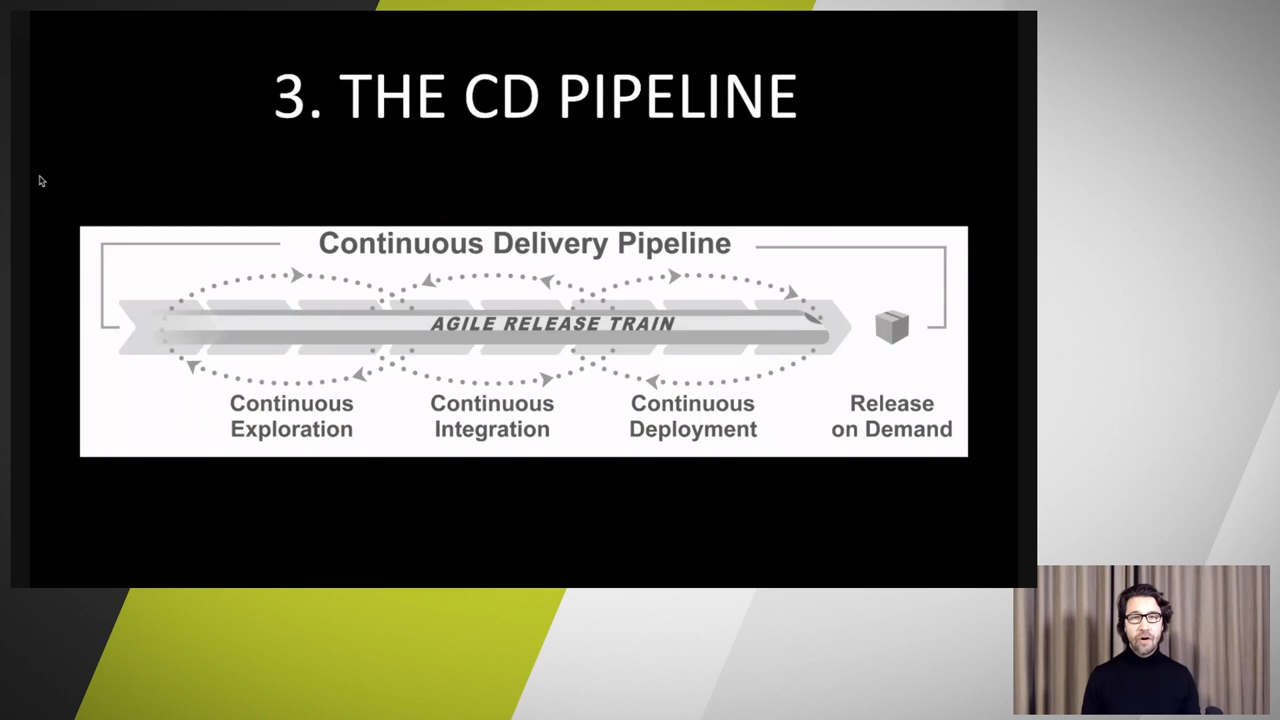 3. THE CD PIPELINE
Continuous Delivery Pipeline
AGILE RELEASE TRAIN
Continuous
Exploration
Continuous
Integration
Continuous
Deployment
Release
on Demand